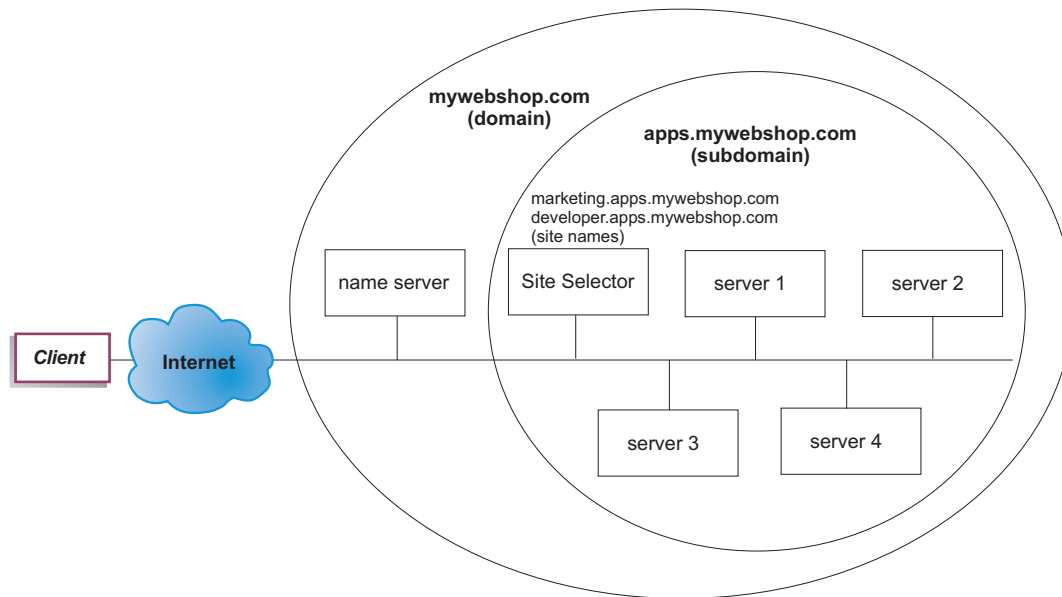 mywebshop.com
(domain)
apps.mywebshop.com
(subdomain)
marketing.apps.mywebshop.com
developer.apps.mywebshop.com
(site names)
name server
Site Selector
server 1
server 2
Client
Internet
server 3
server 4